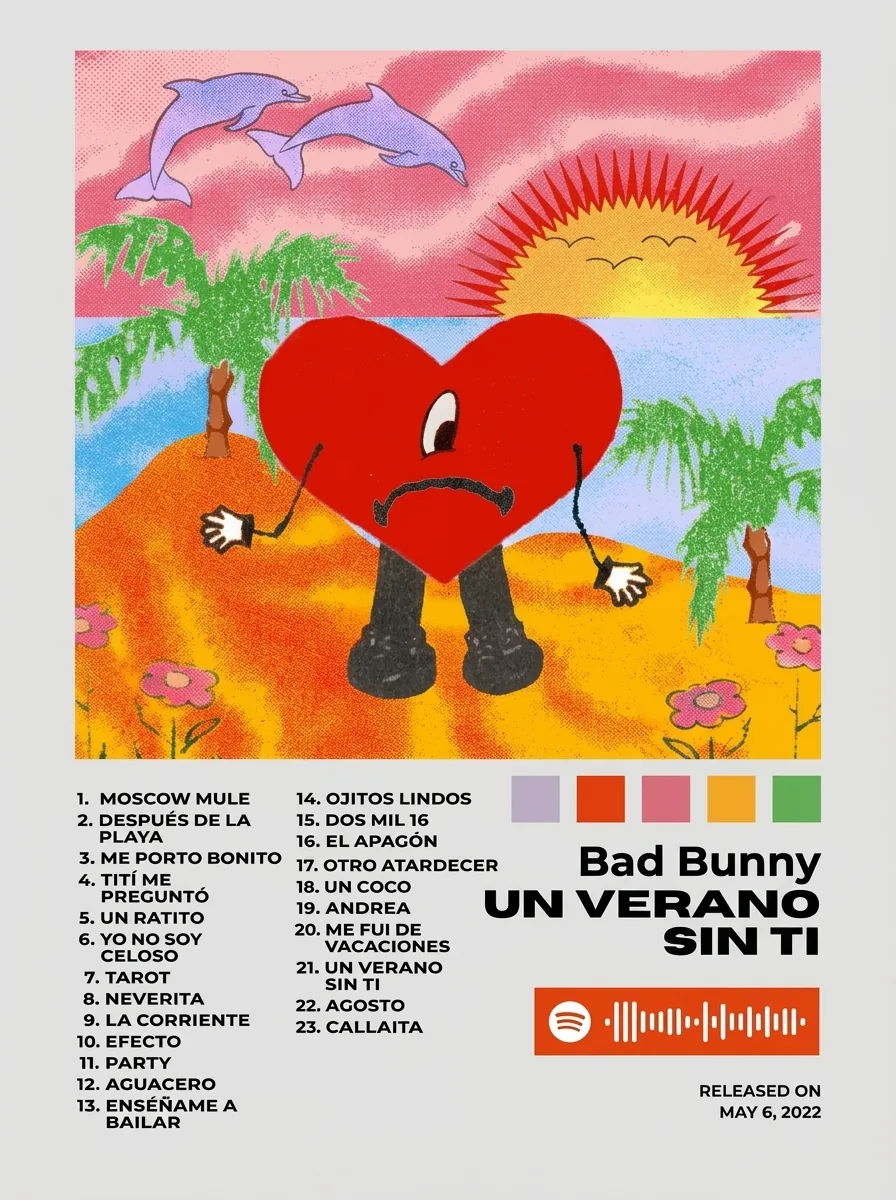 1. MOSCOW MULE
2. DESPUÉS DE LA
PLAYA
3. ME PORTO BONITO
4. TITÍ ME
PREGUNTÓ
5. UN RATITO
6. YO NO SOY
CELOSO
7. TAROT
8. NEVERITA
9. LA CORRIENTE
10. EFECTO
11. PARTY
12. AGUACERO
13. ENSÉÑAME A
BAILAR
14. OJITOS LINDOS
15. DOS MIL 16
16. EL APAGÓN
17. OTRO ATARDECER
18. UN COCO
19. ANDREA
20. ME FUI DE
VACACIONES
21. UN VERANO
SIN TI
22. AGOSTO
23. CALLAITA
Bad Bunny
UN VERANO
SIN TI
RELEASED ON
MAY 6, 2022